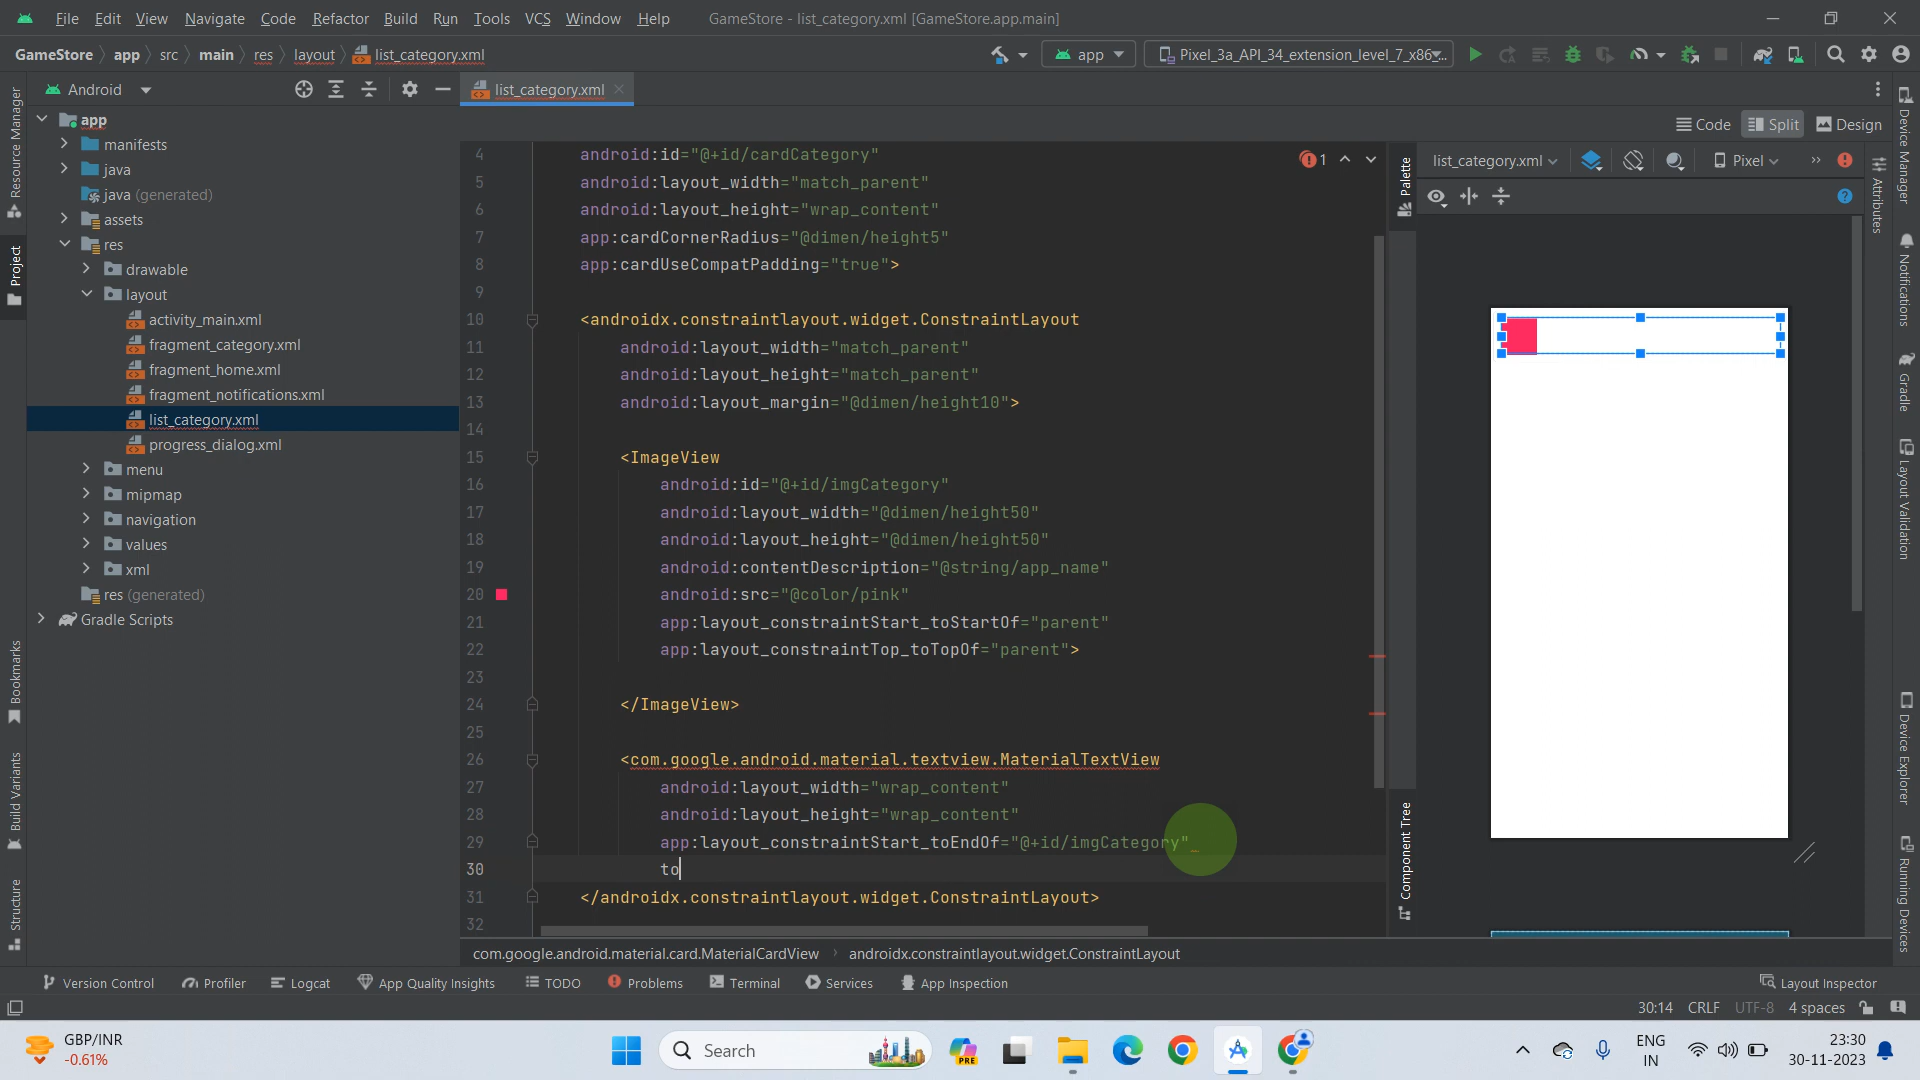 File Edit View Navigate Code Refactor Build Run Tools VCS Window Help GameStore - list_category.xml [GameStore.app.main]
GameStore app src main res layout list_category.xml app Pixel_3a_API_34_extension_level_7_x86
Android list_category.xml
Code Split Design
app
manifests
java
java (generated)
assets
res
drawable
layout
activity_main.xml
fragment_category.xml
fragment_home.xml
fragment_notifications.xml
list_category.xml
progress_dialog.xml
menu
mipmap
navigation
values
xml
res (generated)
Gradle Scripts
4 android:id="@+id/cardCategory"
5 android:layout_width="match_parent"
6 android:layout_height="wrap_content"
7 app:cardCornerRadius="@dimen/height5"
8 app:cardUseCompatPadding="true">
9
10 <androidx.constraintlayout.widget.ConstraintLayout
11 android:layout_width="match_parent"
12 android:layout_height="match_parent"
13 android:layout_margin="@dimen/height10">
14
15 <ImageView
16 android:id="@+id/imgCategory"
17 android:layout_width="@dimen/height50"
18 android:layout_height="@dimen/height50"
19 android:contentDescription="@string/app_name"
20 android:src="@color/pink"
21 app:layout_constraintStart_toStartOf="parent"
22 app:layout_constraintTop_toTopOf="parent">
23
24 </ImageView>
25
26 <com.google.android.material.textview.MaterialTextView
27 android:layout_width="wrap_content"
28 android:layout_height="wrap_content"
29 app:layout_constraintStart_toEndOf="@+id/imgCategory"
30 to
31 </androidx.constraintlayout.widget.ConstraintLayout>
32
1
list_category.xml Pixel
Palette
Component Tree
Resource Manager
Project
Bookmarks
Build Variants
Structure
Attributes
Device Manager
Notifications
Gradle
Layout Validation
Device Explorer
Running Devices
com.google.android.material.card.MaterialCardView androidx.constraintlayout.widget.ConstraintLayout
Version Control Profiler Logcat App Quality Insights TODO Problems Terminal Services App Inspection Layout Inspector
30:14 CRLF UTF-8 4 spaces
GBP/INR
-0.61%
Search
PRE
ENG
IN
23:30
30-11-2023